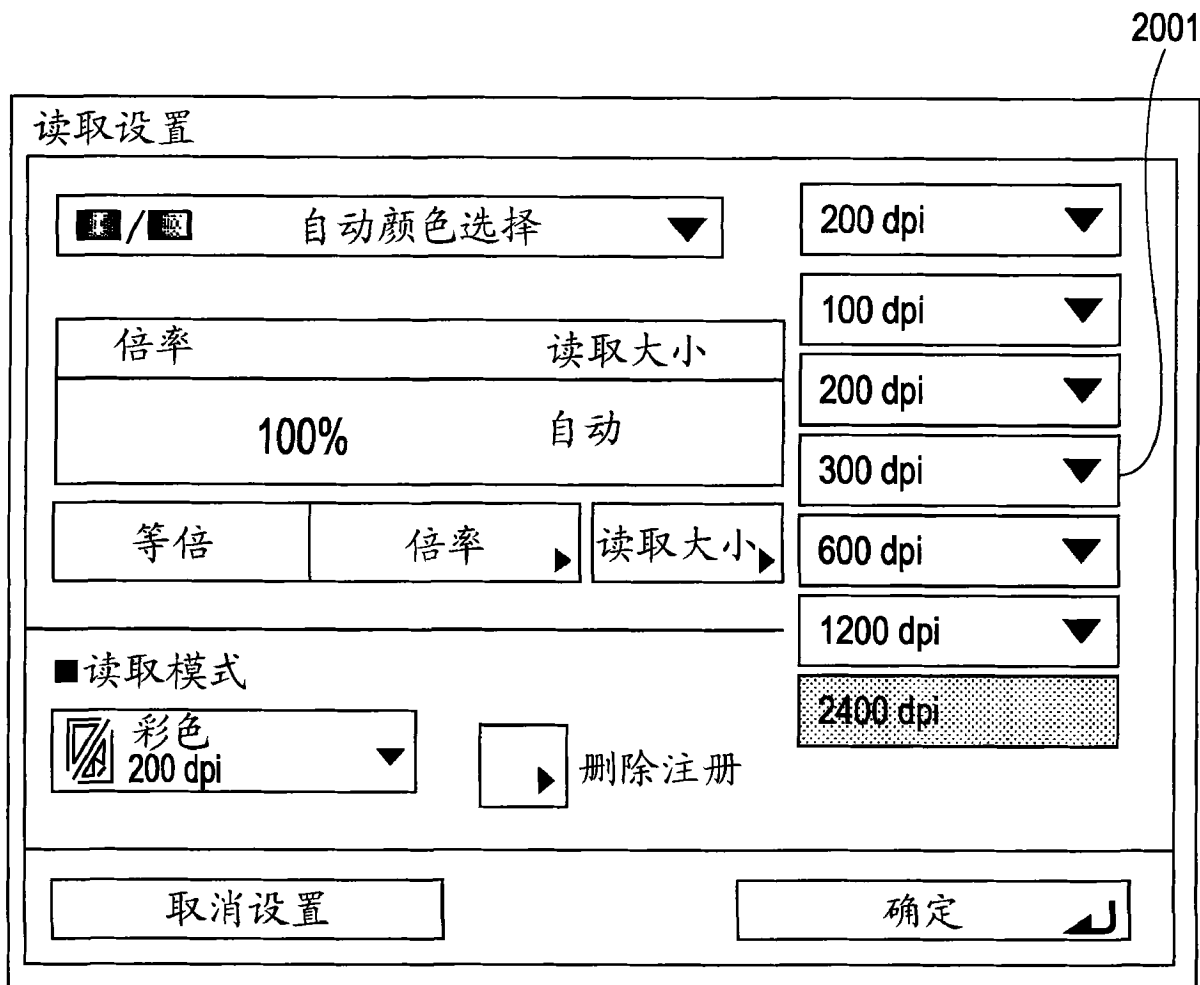 2001
读取设置
/ 自动颜色选择
200 dpi
100 dpi
200 dpi
300 dpi
600 dpi
1200 dpi
2400 dpi
倍率 读取大小
100% 自动
等倍 倍率 读取大小
■读取模式
彩色
200 dpi
删除注册
取消设置 确定